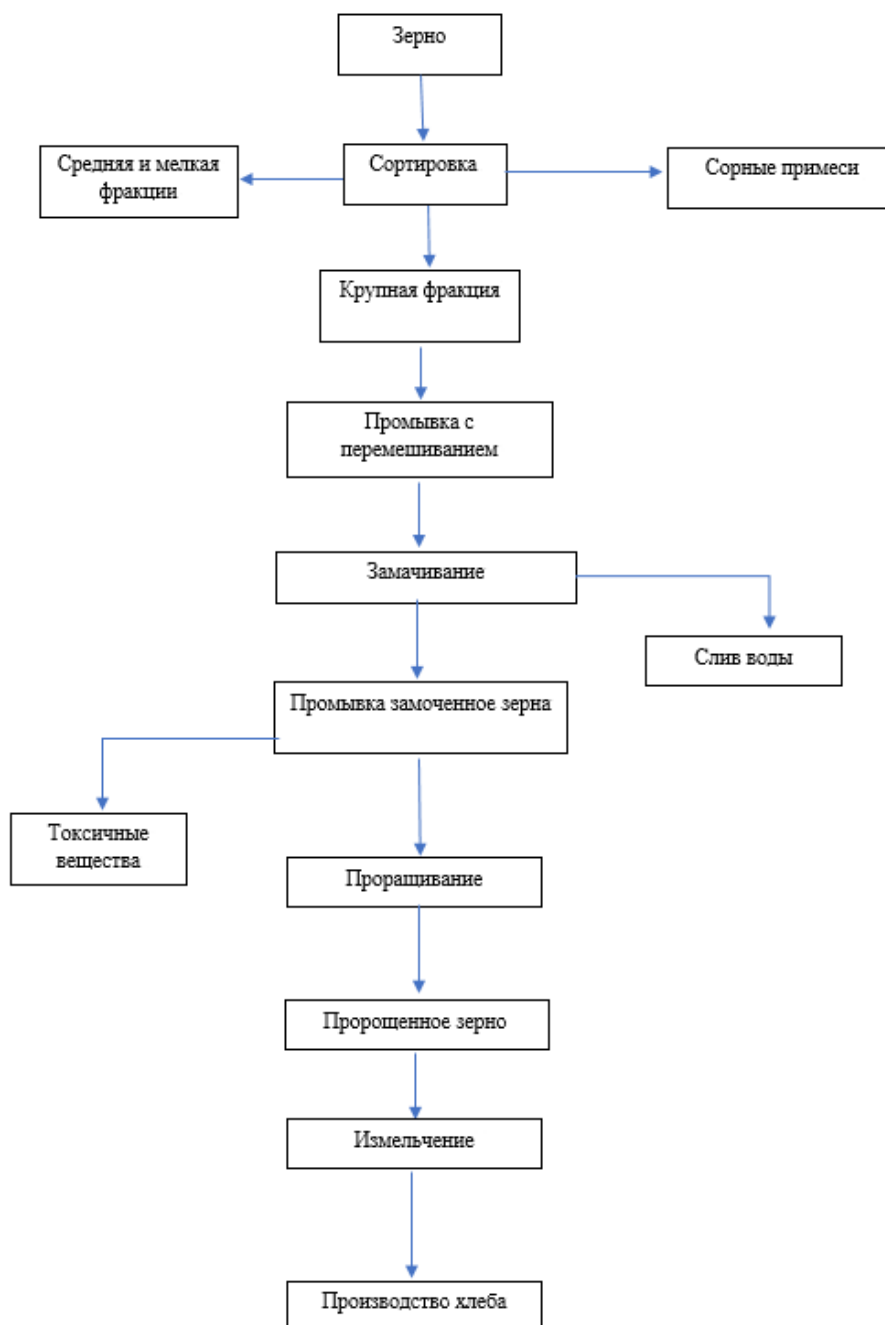 Зерно
Средняя и мелкая
фракции
Сортировка
Сорные примеси
Крупная фракция
Промывка с
перемешиванием
Замачивание
Слив воды
Промывка замоченное зерна
Токсичные
вещества
Проращивание
Пророщенное зерно
Измельчение
Производство хлеба